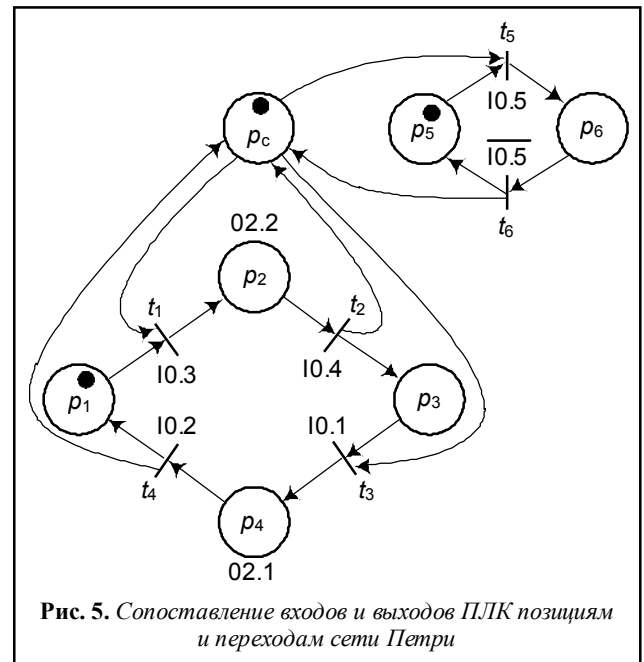 t5
I0.5
pc
p5
p6
I0.5
t6
02.2
p2
t1
t2
I0.3
I0.4
p1
p3
I0.2
I0.1
t4
t3
p4
02.1
Рис. 5. Сопоставление входов и выходов ПЛК позициям
и переходам сети Петри